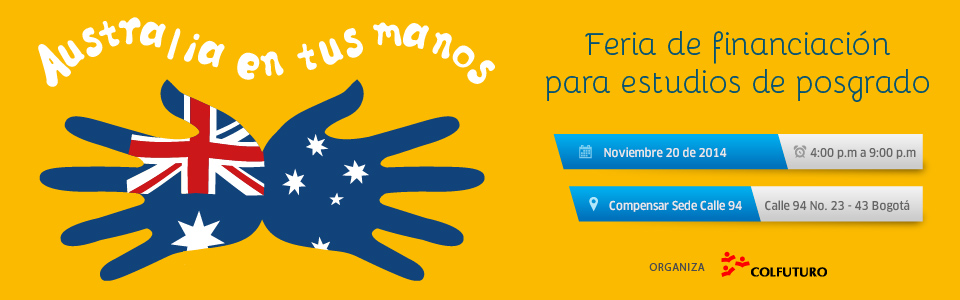 Australia en tus manos
Feria de financiación
para estudios de posgrado
Noviembre 20 de 2014 4:00 p.m a 9:00 p.m
Compensar Sede Calle 94 Calle 94 No. 23 - 43 Bogotá
ORGANIZA COLFUTURO